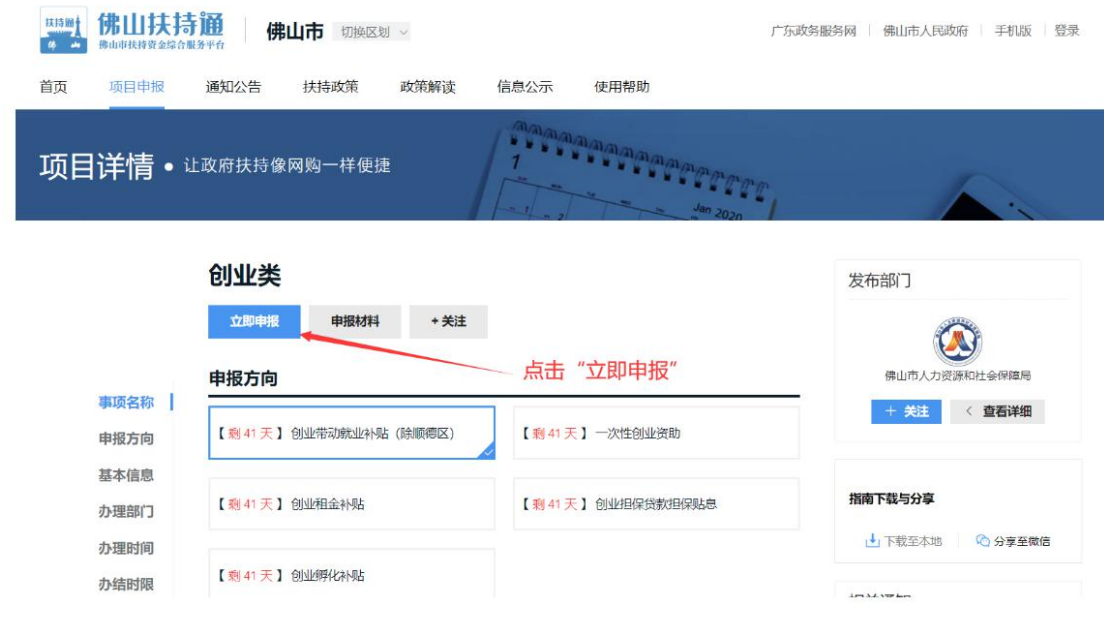 扶持通
佛山
佛山扶持通
佛山市扶持资金综合服务平台
佛山市 切换区划
广东政务服务网 佛山市人民政府 手机版 登录
首页 项目申报 通知公告 扶持政策 政策解读 信息公示 使用帮助
项目详情 • 让政府扶持像网购一样便捷
1
Jan 2020
创业类
立即申报 申报材料 + 关注
点击“立即申报”
申报方向
【剩 41 天】创业带动就业补贴（除顺德区）
【剩 41 天】一次性创业资助
【剩 41 天】创业租金补贴
【剩 41 天】创业担保贷款担保贴息
【剩 41 天】创业孵化补贴
事项名称
申报方向
基本信息
办理部门
办理时间
办结时限
发布部门
佛山市人力资源和社会保障局
+ 关注 < 查看详细
指南下载与分享
下载至本地 分享至微信